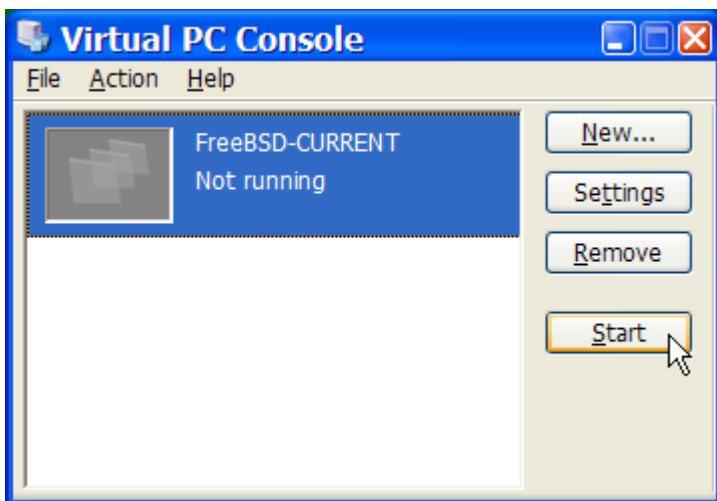 Virtual PC Console
File Action Help
FreeBSD-CURRENT
Not running
New...
Settings
Remove
Start